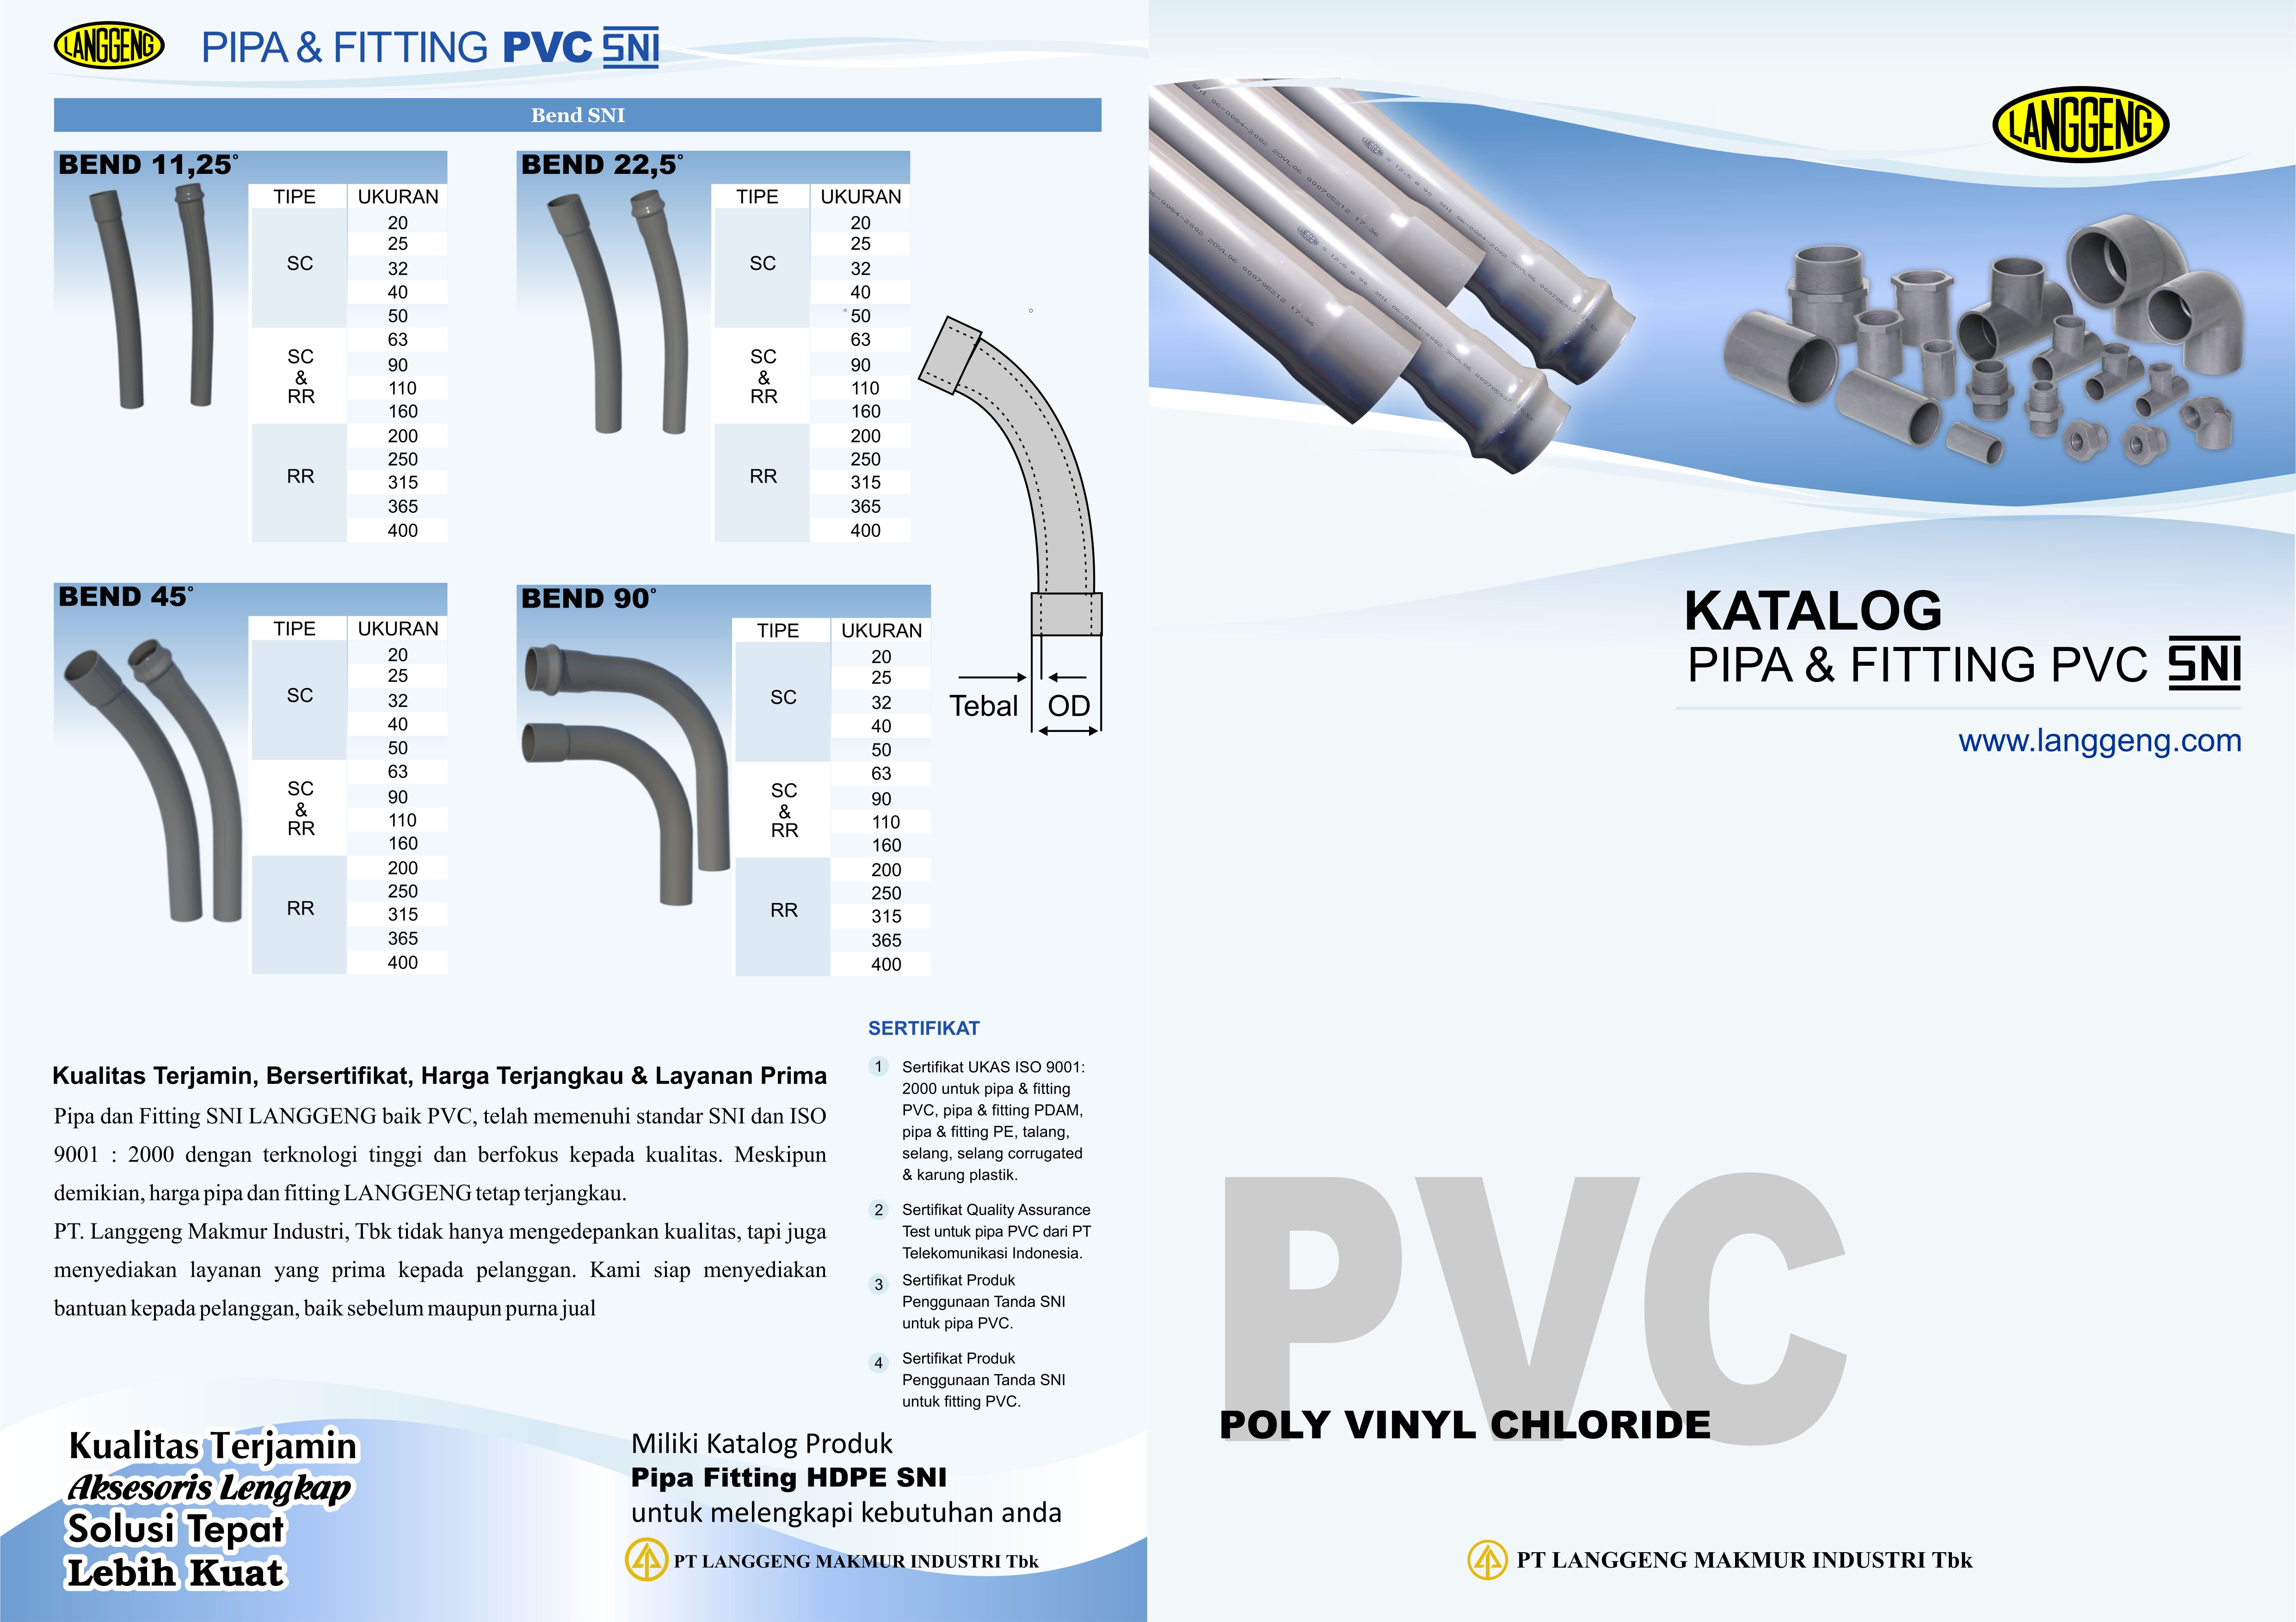 LANGGENG
PIPA & FITTING PVC SNI
Bend SNI
BEND 11,25°
TIPE UKURAN
SC
20
25
32
40
50
SC
&
RR
63
90
110
160
RR
200
250
315
365
400
BEND 22,5°
TIPE UKURAN
SC
20
25
32
40
50
SC
&
RR
63
90
110
160
RR
200
250
315
365
400
BEND 45°
TIPE UKURAN
SC
20
25
32
40
50
SC
&
RR
63
90
110
160
RR
200
250
315
365
400
BEND 90°
TIPE UKURAN
SC
20
25
32
40
50
SC
&
RR
63
90
110
160
RR
200
250
315
365
400
Tebal OD
Kualitas Terjamin, Bersertifikat, Harga Terjangkau & Layanan Prima
Pipa dan Fitting SNI LANGGENG baik PVC, telah memenuhi standar SNI dan ISO
9001 : 2000 dengan terknologi tinggi dan berfokus kepada kualitas. Meskipun
demikian, harga pipa dan fitting LANGGENG tetap terjangkau.
PT. Langgeng Makmur Industri, Tbk tidak hanya mengedepankan kualitas, tapi juga
menyediakan layanan yang prima kepada pelanggan. Kami siap menyediakan
bantuan kepada pelanggan, baik sebelum maupun purna jual
SERTIFIKAT
1 Sertifikat UKAS ISO 9001:
2000 untuk pipa & fitting
PVC, pipa & fitting PDAM,
pipa & fitting PE, talang,
selang, selang corrugated
& karung plastik.
2 Sertifikat Quality Assurance
Test untuk pipa PVC dari PT
Telekomunikasi Indonesia.
3 Sertifikat Produk
Penggunaan Tanda SNI
untuk pipa PVC.
4 Sertifikat Produk
Penggunaan Tanda SNI
untuk fitting PVC.
Kualitas Terjamin
Aksesoris Lengkap
Solusi Tepat
Lebih Kuat
Miliki Katalog Produk
Pipa Fitting HDPE SNI
untuk melengkapi kebutuhan anda
PT LANGGENG MAKMUR INDUSTRI Tbk
LANGGENG
KATALOG
PIPA & FITTING PVC SNI
www.langgeng.com
PVC
POLY VINYL CHLORIDE
PT LANGGENG MAKMUR INDUSTRI Tbk